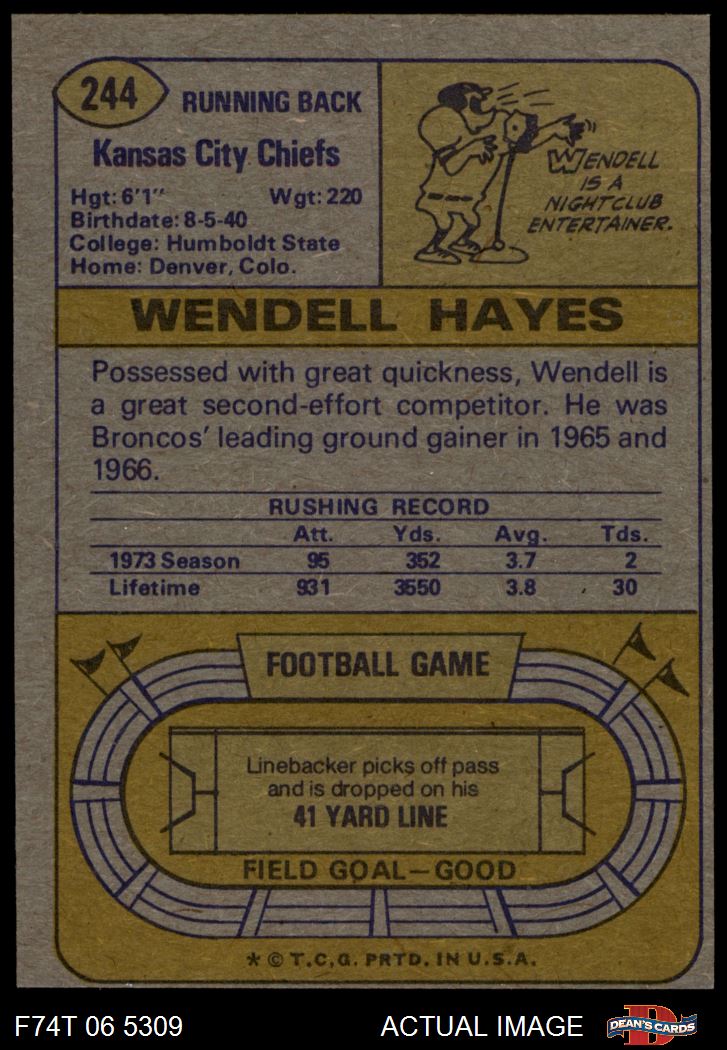 244
RUNNING BACK
Kansas City Chiefs
Hgt: 6'1" Wgt: 220
Birthdate: 8-5-40
College: Humboldt State
Home: Denver, Colo.
WENDELL
IS A
NIGHTCLUB
ENTERTAINER.
WENDELL HAYES
Possessed with great quickness, Wendell is
a great second-effort competitor. He was
Broncos' leading ground gainer in 1965 and
1966.
RUSHING RECORD
Att. Yds. Avg. Tds.
1973 Season 95 352 3.7 2
Lifetime 931 3550 3.8 30
FOOTBALL GAME
Linebacker picks off pass
and is dropped on his
41 YARD LINE
FIELD GOAL—GOOD
* © T.C.G. PRTD. IN U.S.A.
F74T 06 5309 ACTUAL IMAGE
D
DEAN'S CARDS